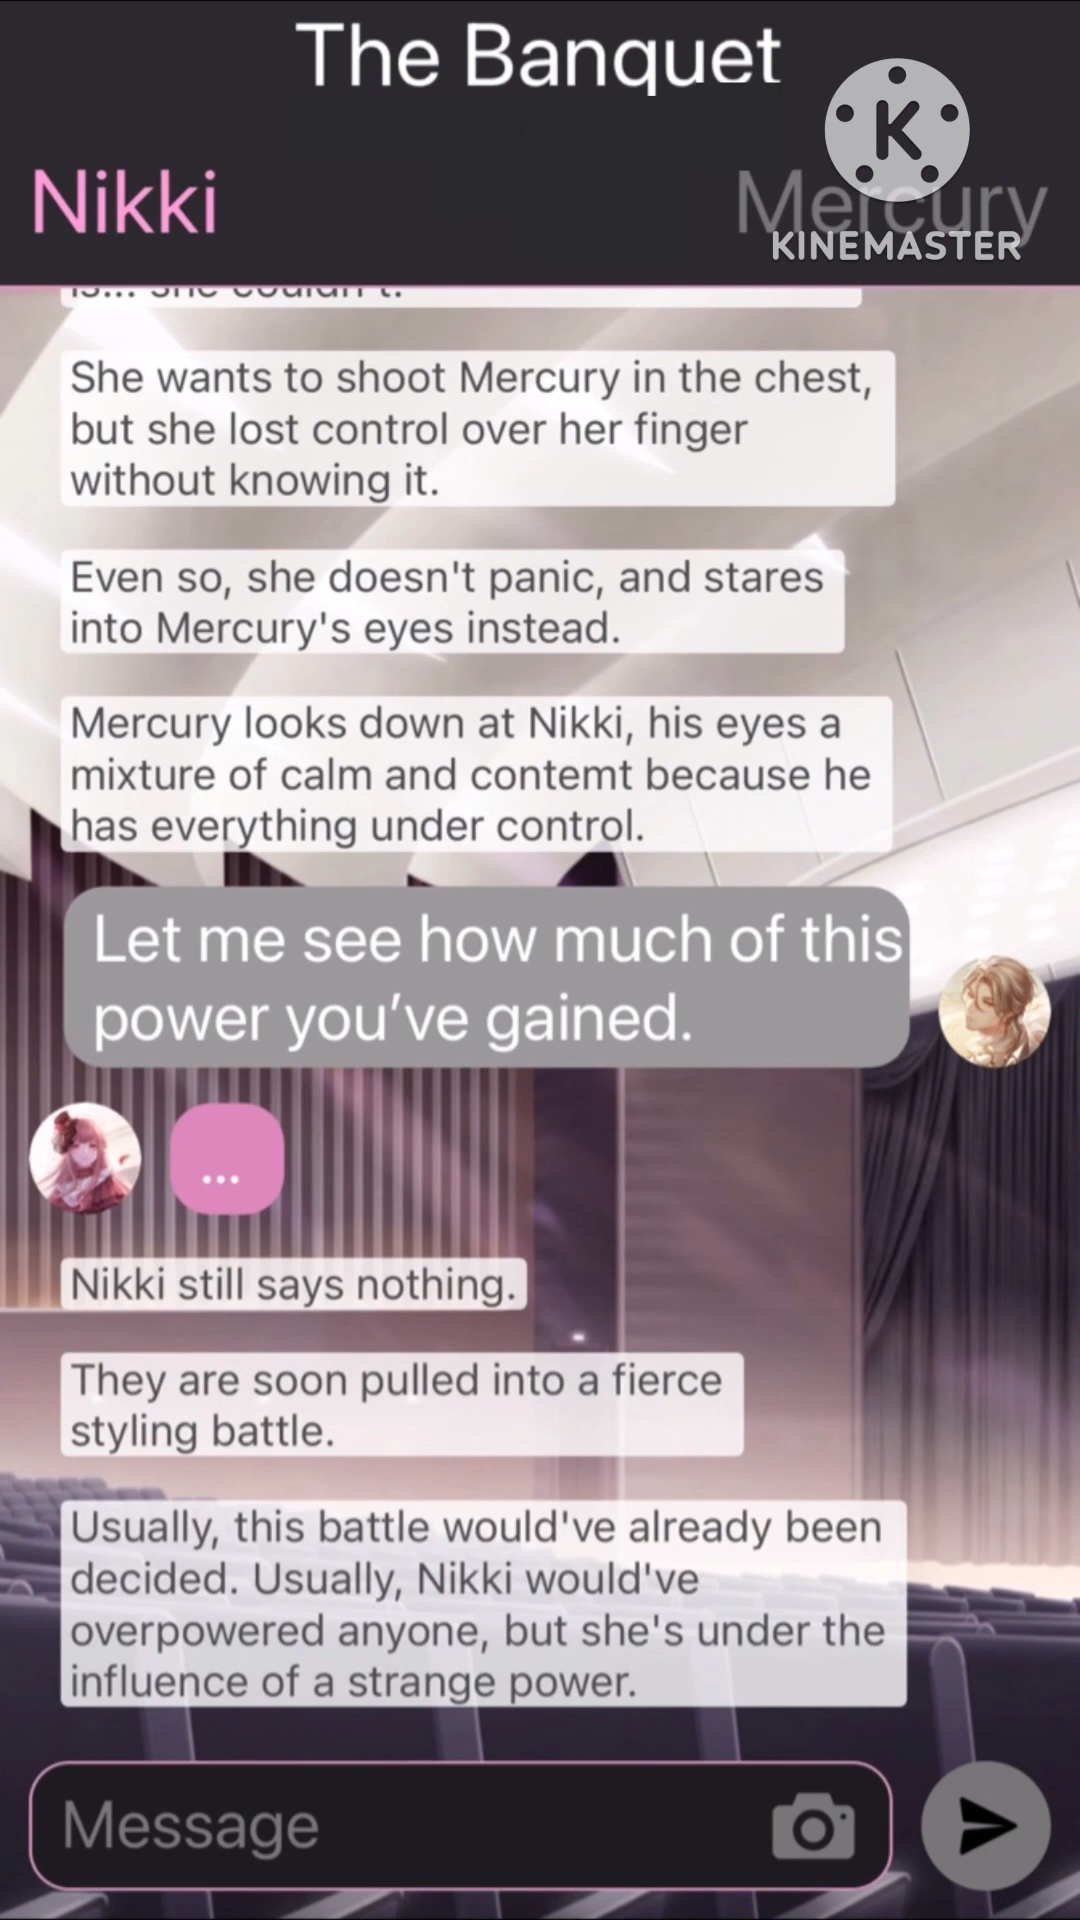 The Banquet
K
Nikki
Mercury
KINEMASTER
is... she couldn't.
She wants to shoot Mercury in the chest,
but she lost control over her finger
without knowing it.
Even so, she doesn't panic, and stares
into Mercury's eyes instead.
Mercury looks down at Nikki, his eyes a
mixture of calm and contemt because he
has everything under control.
Let me see how much of this
power you’ve gained.
...
Nikki still says nothing.
They are soon pulled into a fierce
styling battle.
Usually, this battle would've already been
decided. Usually, Nikki would've
overpowered anyone, but she's under the
influence of a strange power.
Message